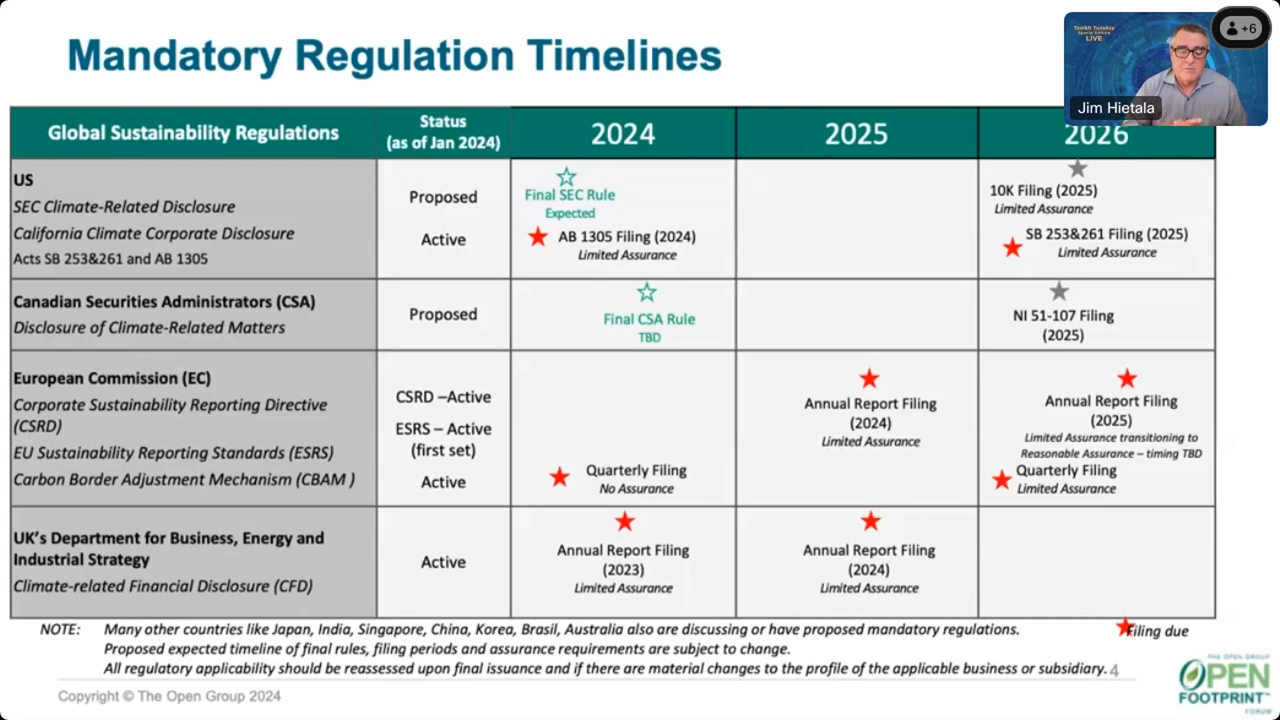 Mandatory Regulation Timelines
Toolkit Tuesday
Special Edition
LIVE
+6
Jim Hietala
Global Sustainability Regulations
Status
(as of Jan 2024)
2024
2025
2026
US
SEC Climate-Related Disclosure
California Climate Corporate Disclosure
Acts SB 253&261 and AB 1305
Proposed
Active
Final SEC Rule
Expected
AB 1305 Filing (2024)
Limited Assurance
10K Filing (2025)
Limited Assurance
SB 253&261 Filing (2025)
Limited Assurance
Canadian Securities Administrators (CSA)
Disclosure of Climate-Related Matters
Proposed
Final CSA Rule
TBD
NI 51-107 Filing
(2025)
European Commission (EC)
Corporate Sustainability Reporting Directive
(CSRD)
EU Sustainability Reporting Standards (ESRS)
Carbon Border Adjustment Mechanism (CBAM )
CSRD –Active
ESRS – Active
(first set)
Active
Quarterly Filing
No Assurance
Annual Report Filing
(2024)
Limited Assurance
Annual Report Filing
(2025)
Limited Assurance transitioning to
Reasonable Assurance – timing TBD
Quarterly Filing
Limited Assurance
UK's Department for Business, Energy and
Industrial Strategy
Climate-related Financial Disclosure (CFD)
Active
Annual Report Filing
(2023)
Limited Assurance
Annual Report Filing
(2024)
Limited Assurance
NOTE: Many other countries like Japan, India, Singapore, China, Korea, Brasil, Australia also are discussing or have proposed mandatory regulations.
Proposed expected timeline of final rules, filing periods and assurance requirements are subject to change.
All regulatory applicability should be reassessed upon final issuance and if there are material changes to the profile of the applicable business or subsidiary.
Filing due
4
Copyright © The Open Group 2024
THE OPEN GROUP
OPEN
FOOTPRINT™
FORUM